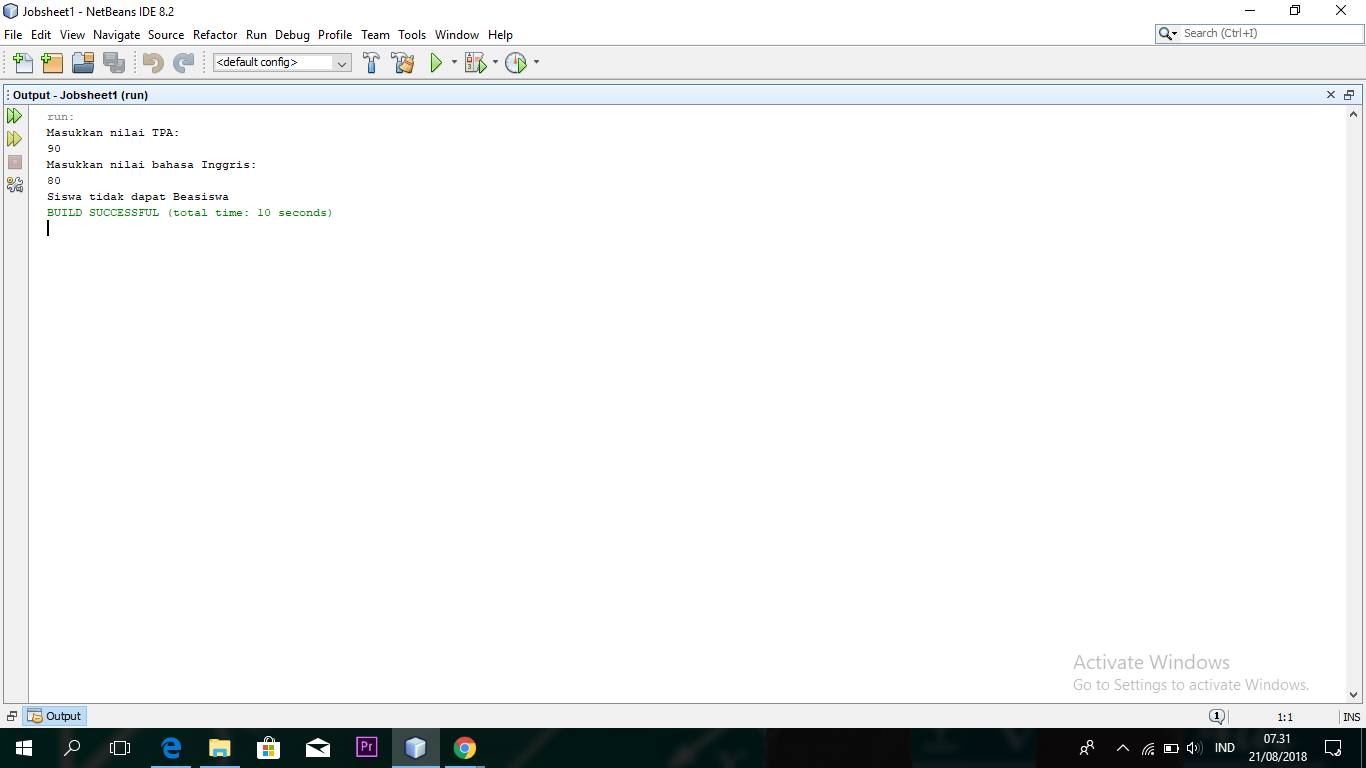 Jobsheet1 - NetBeans IDE 8.2
File Edit View Navigate Source Refactor Run Debug Profile Team Tools Window Help
Search (Ctrl+I)
<default config>
Output - Jobsheet1 (run)
run:
Masukkan nilai TPA:
90
Masukkan nilai bahasa Inggris:
80
Siswa tidak dapat Beasiswa
BUILD SUCCESSFUL (total time: 10 seconds)
Activate Windows
Go to Settings to activate Windows.
Output
1
1:1
INS
Pr
IND
07.31
21/08/2018